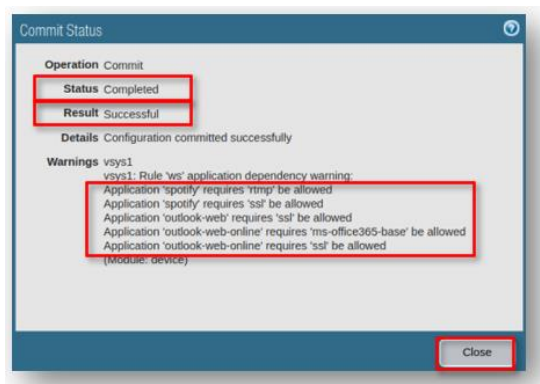 Commit Status
Operation Commit
Status Completed
Result Successful
Details Configuration committed successfully
Warnings vsys1
vsys1: Rule 'ws' application dependency warning:
Application 'spotify' requires 'rtmp' be allowed
Application 'spotify' requires 'ssl' be allowed
Application 'outlook-web' requires 'ssl' be allowed
Application 'outlook-web-online' requires 'ms-office365-base' be allowed
Application 'outlook-web-online' requires 'ssl' be allowed
(Module: device)
Close